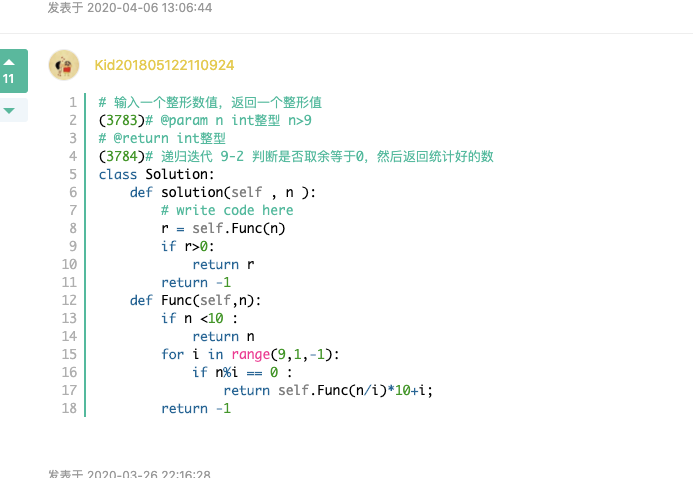 发表于 2020-04-06 13:06:44
11
Kid201805122110924
1 # 输入一个整形数值，返回一个整形值
2 (3783)# @param n int整型 n>9
3 # @return int整型
4 (3784)# 递归迭代 9-2 判断是否取余等于0，然后返回统计好的数
5 class Solution:
6     def solution(self , n ):
7         # write code here
8         r = self.Func(n)
9         if r>0:
10             return r
11         return -1
12     def Func(self,n):
13         if n <10 :
14             return n
15         for i in range(9,1,-1):
16             if n%i == 0 :
17                 return self.Func(n/i)*10+i;
18         return -1
发表于 2020-03-26 22:16:28